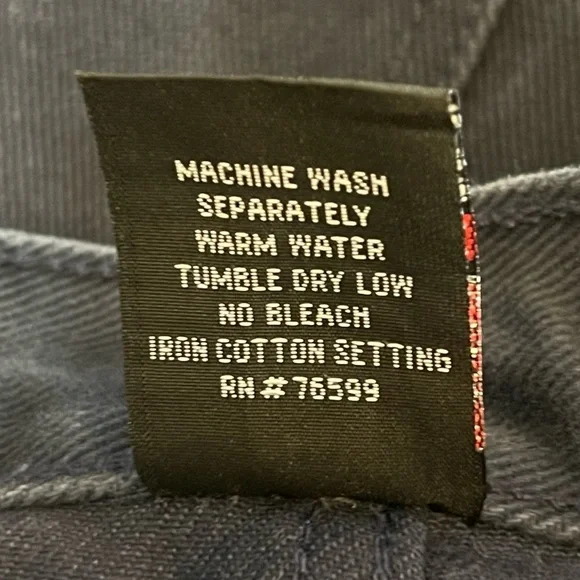 MACHINE WASH
SEPARATELY
WARM WATER
TUMBLE DRY LOW
NO BLEACH
IRON COTTON SETTING
RN#76599